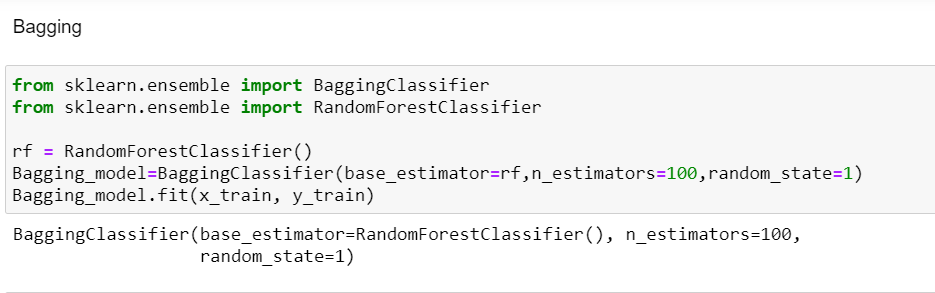 Bagging
from sklearn.ensemble import BaggingClassifier
from sklearn.ensemble import RandomForestClassifier
rf = RandomForestClassifier()
Bagging_model=BaggingClassifier(base_estimator=rf,n_estimators=100,random_state=1)
Bagging_model.fit(x_train, y_train)
BaggingClassifier(base_estimator=RandomForestClassifier(), n_estimators=100,
random_state=1)